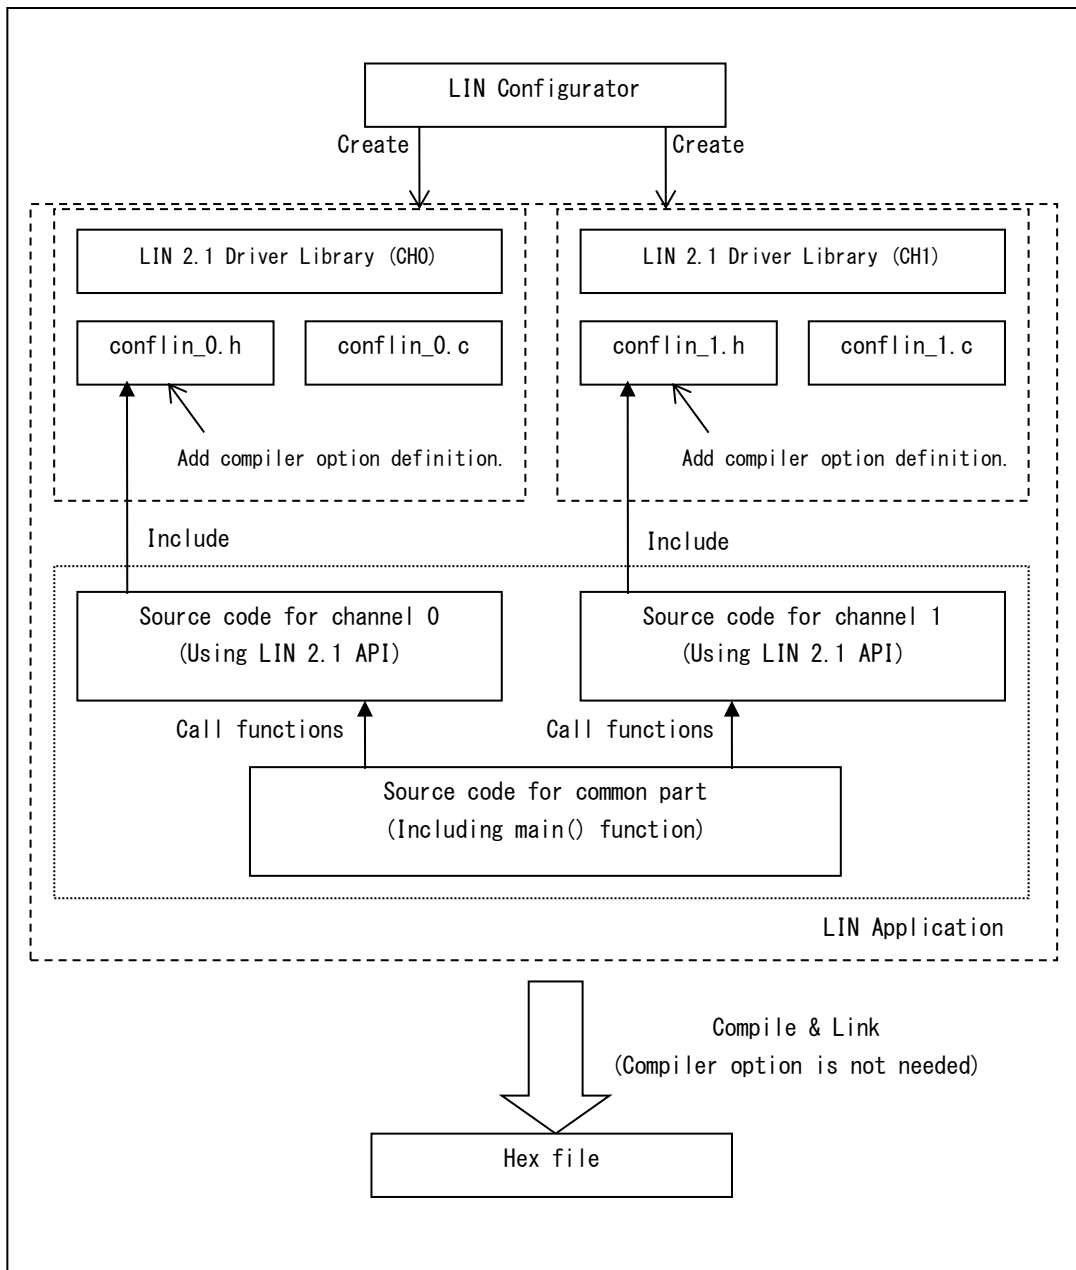 LIN Configurator
Create
Create
LIN 2.1 Driver Library (CH0)
LIN 2.1 Driver Library (CH1)
conflin_0.h
conflin_0.c
conflin_1.h
conflin_1.c
Add compiler option definition.
Add compiler option definition.
Include
Include
Source code for channel 0
(Using LIN 2.1 API)
Source code for channel 1
(Using LIN 2.1 API)
Call functions
Call functions
Source code for common part
(Including main() function)
LIN Application
Compile & Link
(Compiler option is not needed)
Hex file